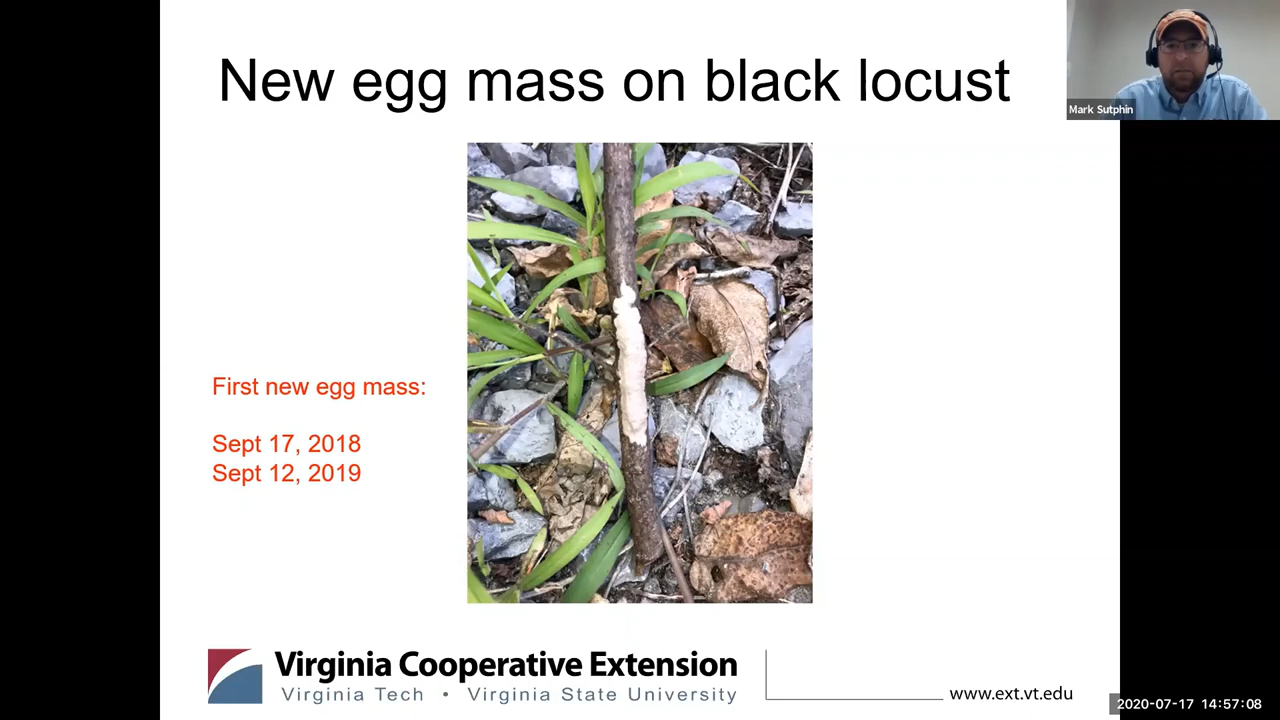 New egg mass on black locust
Mark Sutphin
First new egg mass:
Sept 17, 2018
Sept 12, 2019
Virginia Cooperative Extension
Virginia Tech • Virginia State University
www.ext.vt.edu
2020-07-17 14:57:08